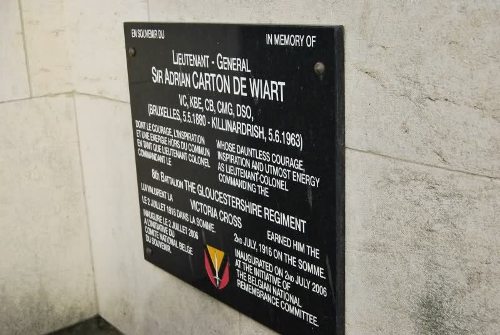 EN SOUVENIR DU
IN MEMORY OF
LIEUTENANT - GENERAL
SIR ADRIAN CARTON DE WIART
VC, KBE, CB, CMG, DSO,
(BRUXELLES, 5.5.1880 - KILLINARDRISH, 5.6.1963)
DONT LE COURAGE, L'INSPIRATION
ET UNE ENERGIE HORS DU COMMUN
EN TANT QUE LIEUTENANT COLONEL
COMMANDANT LE
WHOSE DAUNTLESS COURAGE,
INSPIRATION AND UTMOST ENERGY
AS LIEUTENANT COLONEL
COMMANDING THE
8th. BATTALION THE GLOUCESTERSHIRE REGIMENT
LUI VALURENT LA
VICTORIA CROSS
EARNED HIM THE
LE 2 JUILLET 1916 DANS LA SOMME.
2ND JULY, 1916 ON THE SOMME.
INAUGURE LE 2 JUILLET 2006
A L'INITIATIVE DU
COMITE NATIONAL BELGE
DU SOUVENIR.
INAUGURATED ON 2ND JULY 2006
AT THE INITIATIME OF
THE BELGIAN NATIONAL
REMEMBRANCE COMMITTEE